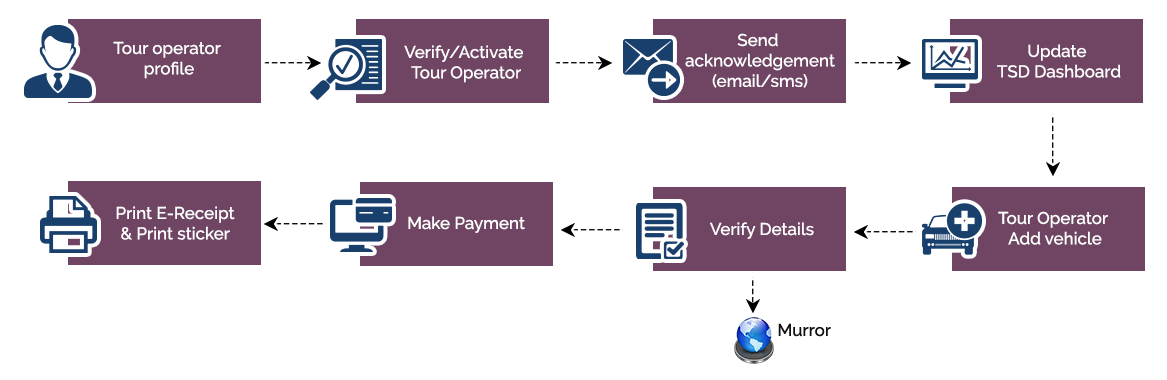 Tour operator
profile
Verify/Activate
Tour Operator
Send
acknowledgement
(email/sms)
Update
TSD Dashboard
Tour Operator
Add vehicle
Verify Details
Make Payment
Print E-Receipt
& Print sticker
Murror